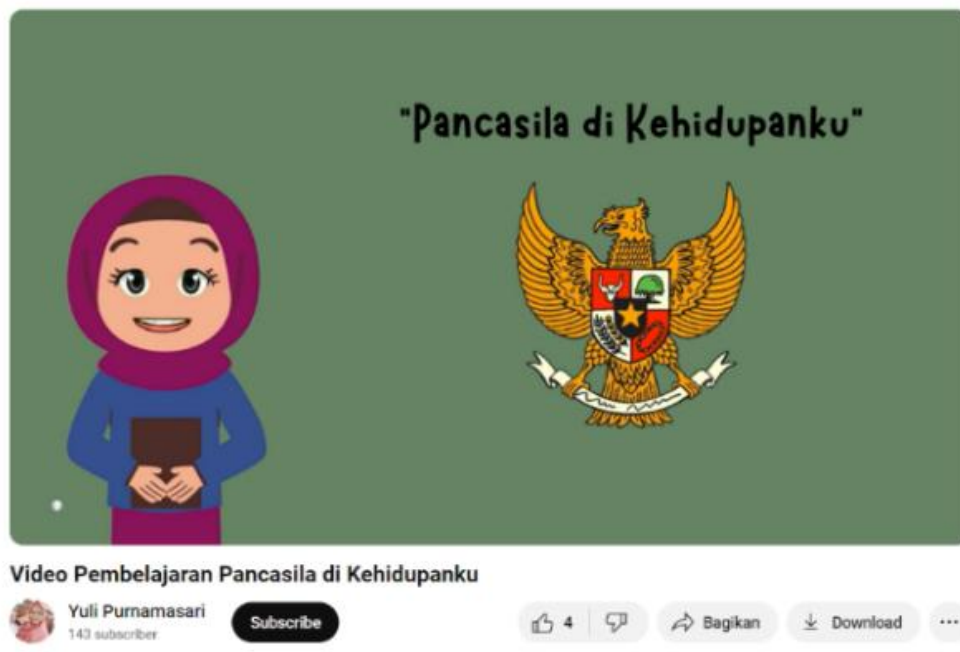 "Pancasila di Kehidupanku"
Video Pembelajaran Pancasila di Kehidupanku
Yuli Purnamasari
143 subscriber
Subscribe
4
Bagikan
Download